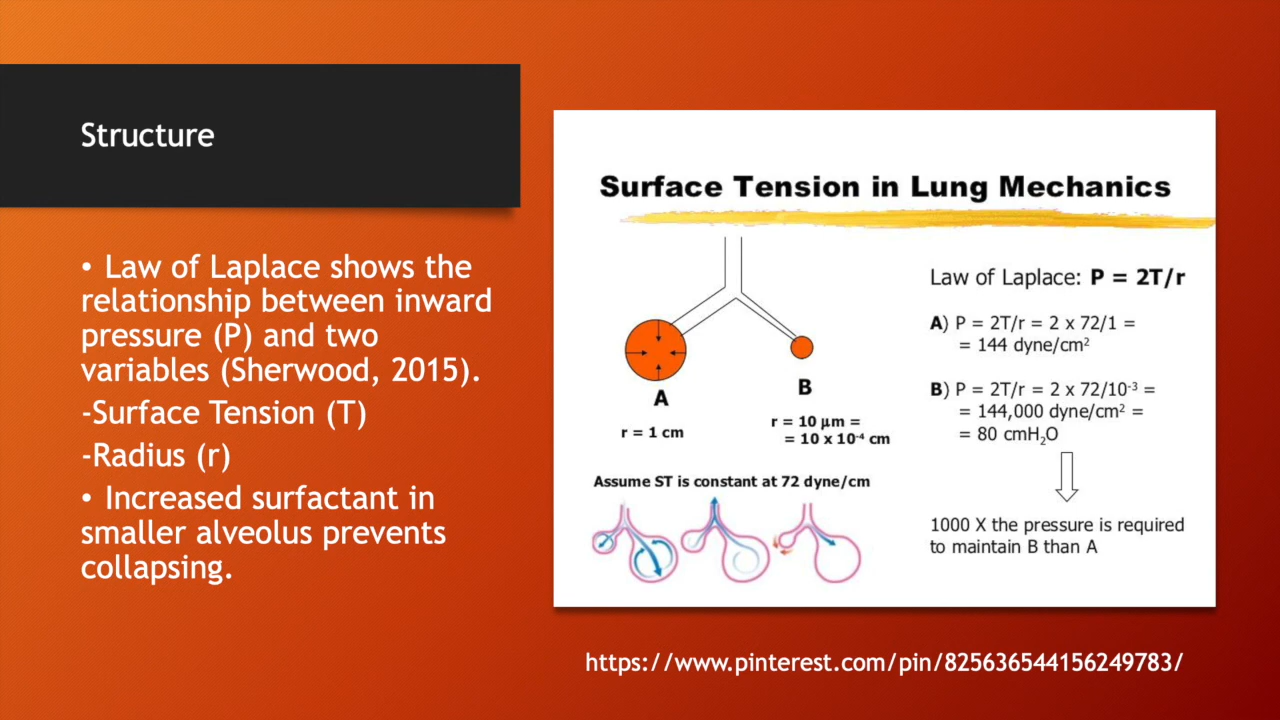 Structure
• Law of Laplace shows the
relationship between inward
pressure (P) and two
variables (Sherwood, 2015).
-Surface Tension (T)
-Radius (r)
• Increased surfactant in
smaller alveolus prevents
collapsing.
Surface Tension in Lung Mechanics
A
r = 1 cm
B
r = 10 µm =
= 10 x 10⁻⁴ cm
Assume ST is constant at 72 dyne/cm
Law of Laplace: P = 2T/r
A) P = 2T/r = 2 x 72/1 =
= 144 dyne/cm²
B) P = 2T/r = 2 x 72/10⁻³ =
= 144,000 dyne/cm² =
= 80 cmH₂O
1000 X the pressure is required
to maintain B than A
https://www.pinterest.com/pin/825636544156249783/